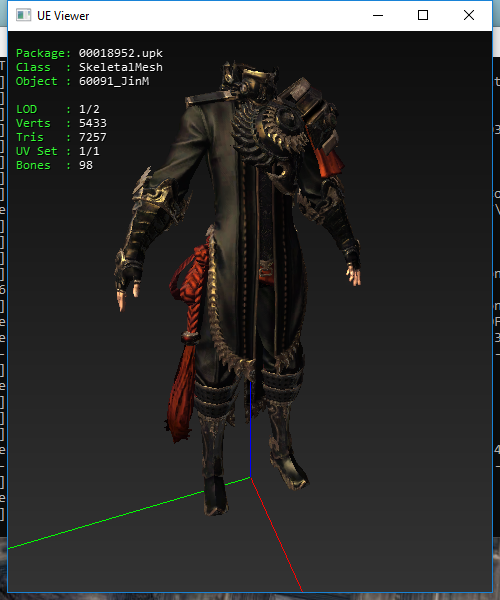 UE Viewer
Package: 00018952.upk
Class : SkeletalMesh
Object : 60091_JinM
LOD : 1/2
Verts : 5433
Tris : 7257
UV Set : 1/1
Bones : 98